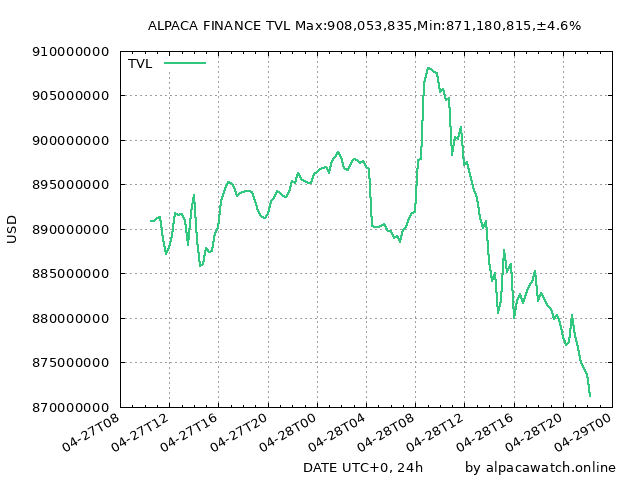 ALPACA FINANCE TVL Max:908,053,835,Min:871,180,815,±4.6%
TVL
910000000
905000000
900000000
895000000
890000000
885000000
880000000
875000000
870000000
USD
04-27T08
04-27T12
04-27T16
04-27T20
04-28T00
04-28T04
04-28T08
04-28T12
04-28T16
04-28T20
04-29T00
DATE UTC+0, 24h
by alpacawatch.online